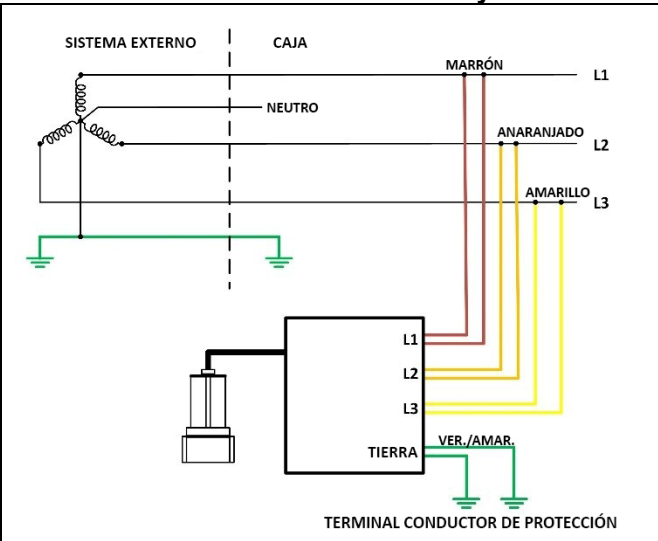 SISTEMA EXTERNO
CAJA
MARRÓN
L1
NEUTRO
ANARANJADO
L2
AMARILLO
L3
L1
L2
L3
VER./AMAR.
TIERRA
TERMINAL CONDUCTOR DE PROTECCIÓN